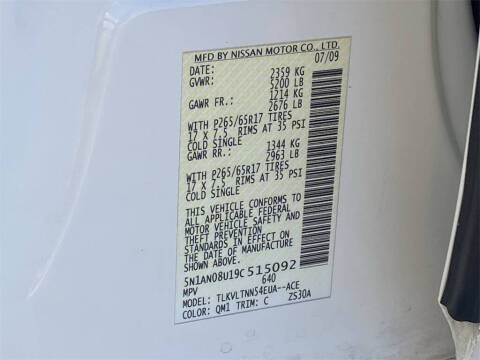 MFD BY NISSAN MOTOR CO., LTD.
DATE: 07/09
GVWR: 2359 KG
5200 LB
GAWR FR.: 1214 KG
2676 LB
WITH P265/65R17 TIRES
17 X 7.5 RIMS AT 35 PSI
COLD SINGLE
GAWR RR.: 1344 KG
2963 LB
WITH P265/65R17 TIRES
17 X 7.5 RIMS AT 35 PSI
COLD SINGLE
THIS VEHICLE CONFORMS TO
ALL APPLICABLE FEDERAL
MOTOR VEHICLE SAFETY AND
THEFT PREVENTION
STANDARDS IN EFFECT ON
THE DATE OF MANUFACTURE
5N1AN08U19C515092
MPV 640
MODEL: TLKVLTNN54EUA--ACE
COLOR: QM1 TRIM: C ZS30A